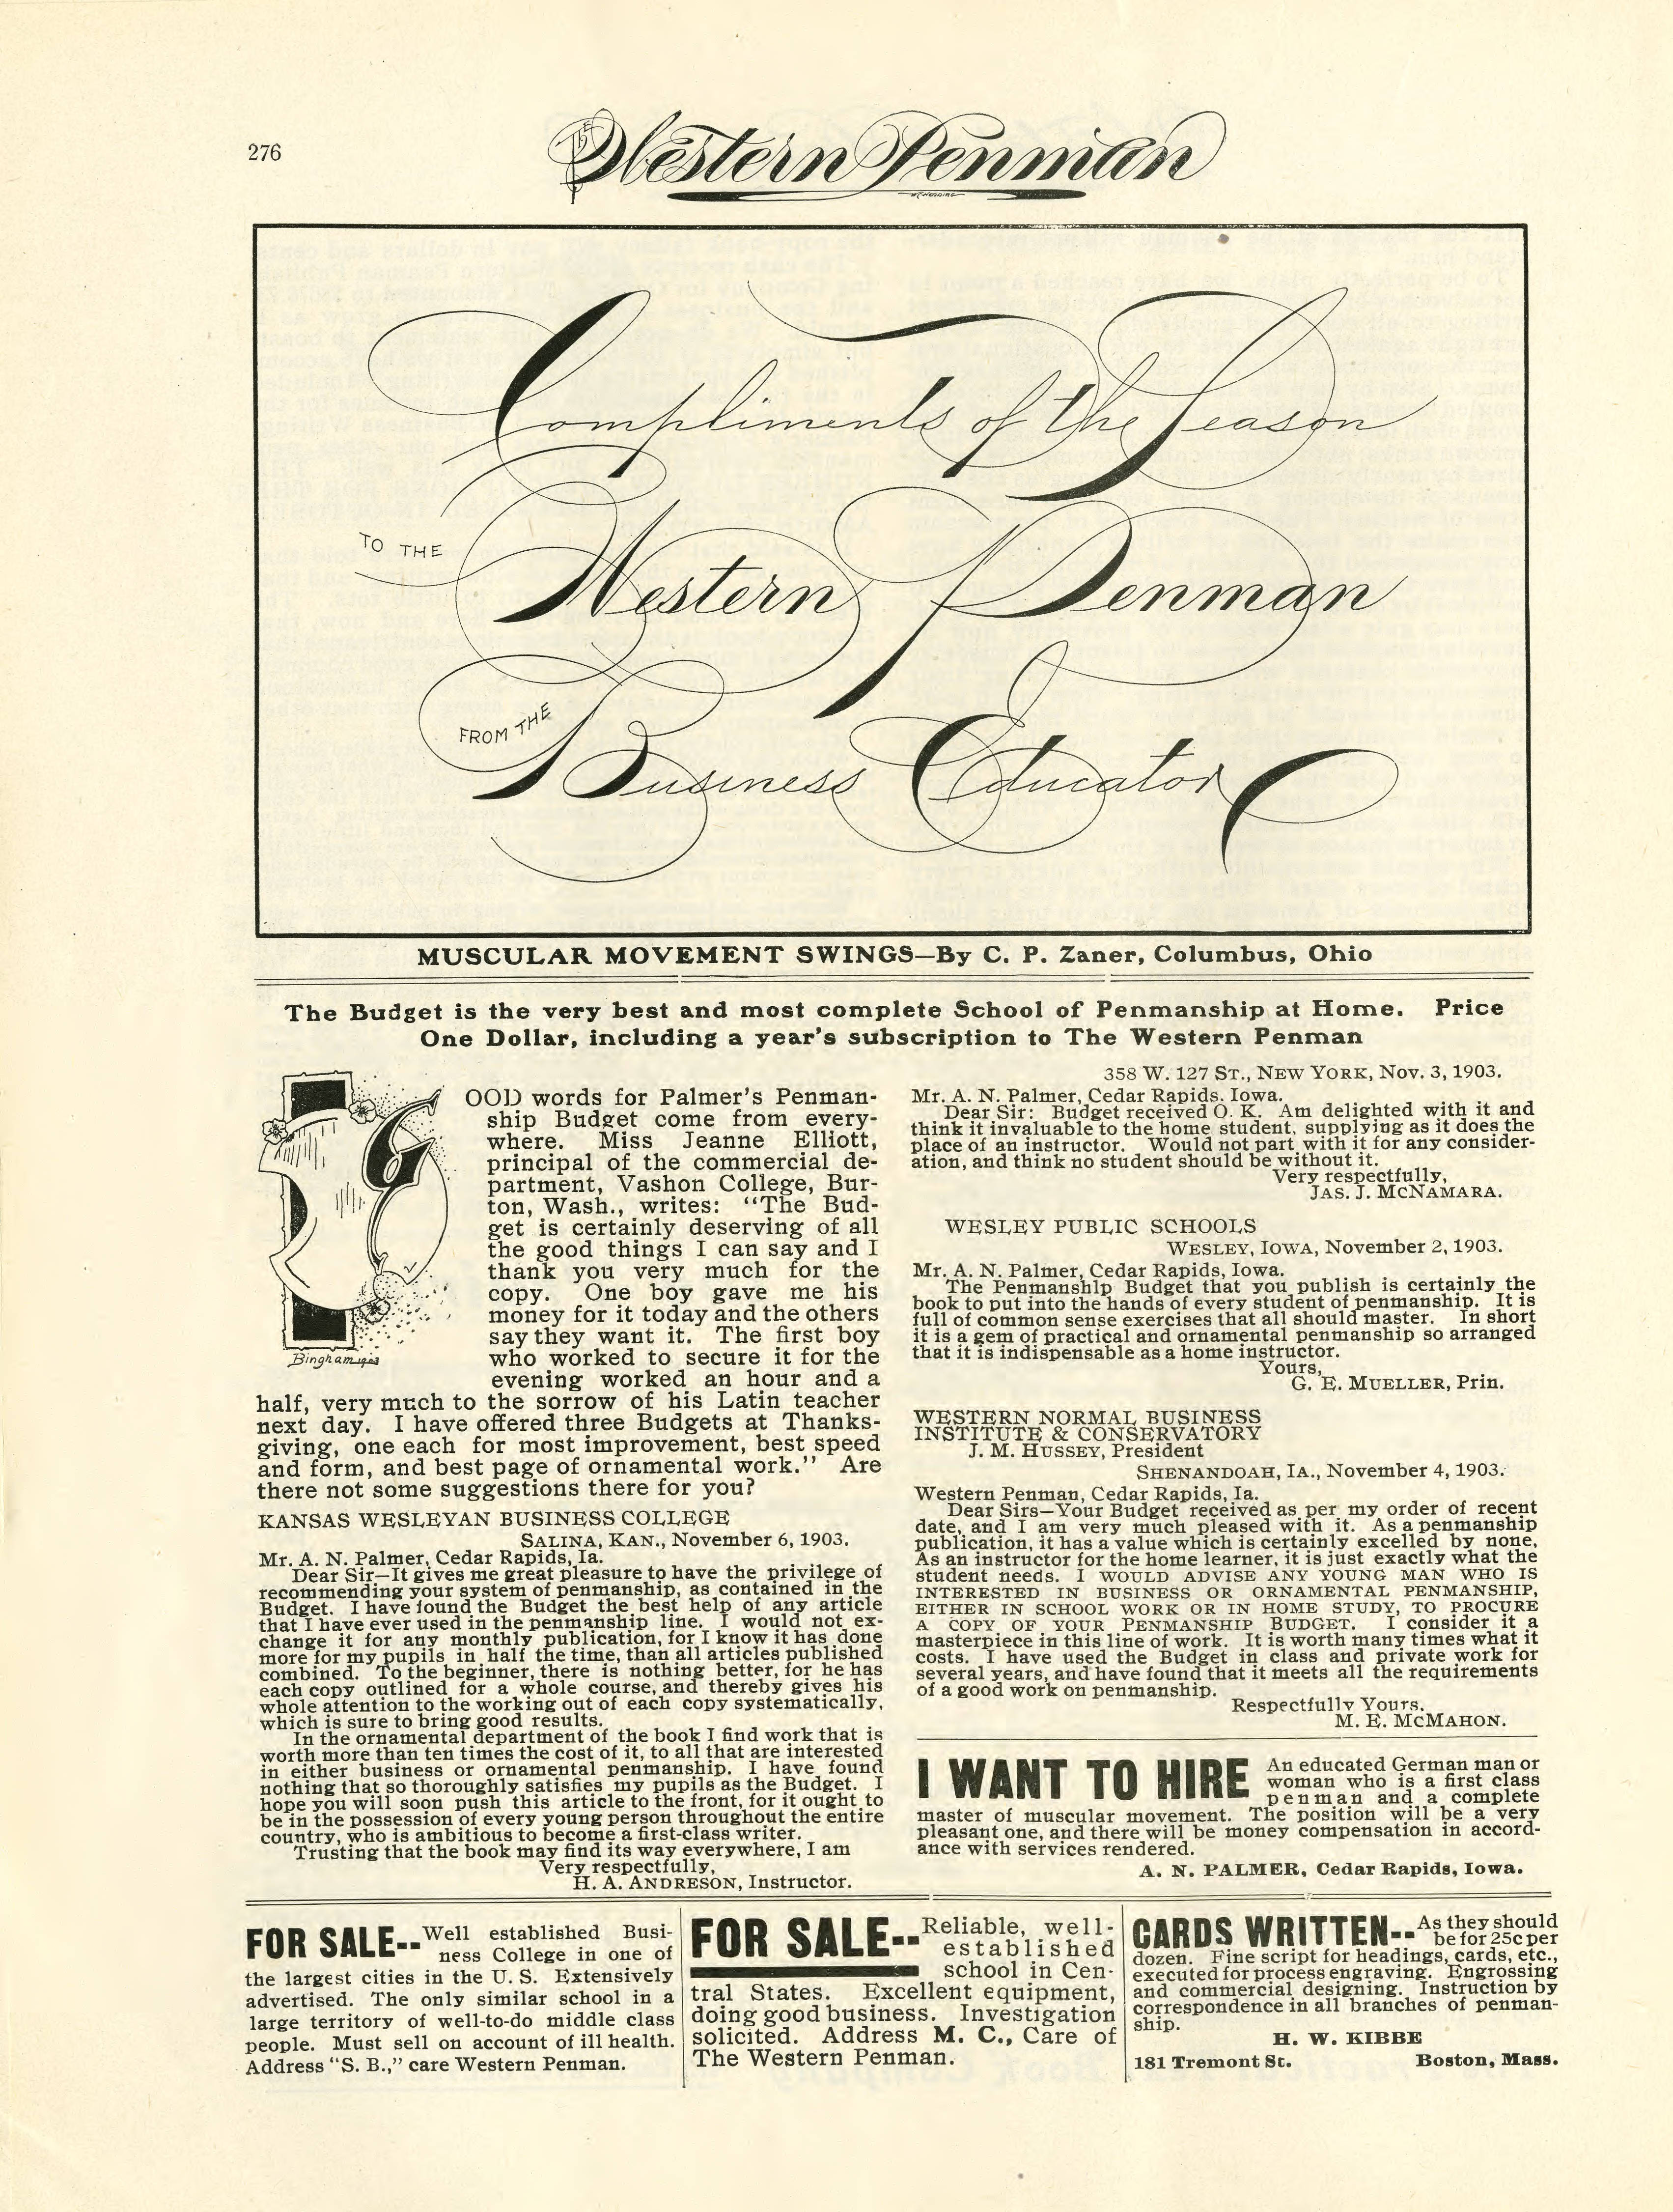 276
The Western Penman
Compliments of the Season
TO THE
Western Penman
FROM THE
Business Educator
MUSCULAR MOVEMENT SWINGS—By C. P. Zaner, Columbus, Ohio
The Budget is the very best and most complete School of Penmanship at Home. Price
One Dollar, including a year's subscription to The Western Penman
GOOD words for Palmer's Penman-
ship Budget come from every-
where. Miss Jeanne Elliott,
principal of the commercial de-
partment, Vashon College, Bur-
ton, Wash., writes: "The Bud-
get is certainly deserving of all
the good things I can say and I
thank you very much for the
copy. One boy gave me his
money for it today and the others
say they want it. The first boy
who worked to secure it for the
evening worked an hour and a
Bingham 1903
half, very much to the sorrow of his Latin teacher
next day. I have offered three Budgets at Thanks-
giving, one each for most improvement, best speed
and form, and best page of ornamental work." Are
there not some suggestions there for you?
KANSAS WESLEYAN BUSINESS COLLEGE
SALINA, KAN., November 6, 1903.
Mr. A. N. Palmer, Cedar Rapids, Ia.
Dear Sir—It gives me great pleasure to have the privilege of
recommending your system of penmanship, as contained in the
Budget. I have found the Budget the best help of any article
that I have ever used in the penmanship line. I would not ex-
change it for any monthly publication, for I know it has done
more for my pupils in half the time, than all articles published
combined. To the beginner, there is nothing better, for he has
each copy outlined for a whole course, and thereby gives his
whole attention to the working out of each copy systematically,
which is sure to bring good results.
In the ornamental department of the book I find work that is
worth more than ten times the cost of it, to all that are interested
in either business or ornamental penmanship. I have found
nothing that so thoroughly satisfies my pupils as the Budget. I
hope you will soon push this article to the front, for it ought to
be in the possession of every young person throughout the entire
country, who is ambitious to become a first-class writer.
Trusting that the book may find its way everywhere, I am
Very respectfully,
H. A. ANDRESON, Instructor.
358 W. 127 ST., NEW YORK, Nov. 3, 1903.
Mr. A. N. Palmer, Cedar Rapids, Iowa.
Dear Sir: Budget received O. K. Am delighted with it and
think it invaluable to the home student, supplying as it does the
place of an instructor. Would not part with it for any consider-
ation, and think no student should be without it.
Very respectfully,
JAS. J. MCNAMARA.
WESLEY PUBLIC SCHOOLS
WESLEY, IOWA, November 2, 1903.
Mr. A. N. Palmer, Cedar Rapids, Iowa.
The Penmanship Budget that you publish is certainly the
book to put into the hands of every student of penmanship. It is
full of common sense exercises that all should master. In short
it is a gem of practical and ornamental penmanship so arranged
that it is indispensable as a home instructor.
Yours,
G. E. MUELLER, Prin.
WESTERN NORMAL BUSINESS
INSTITUTE & CONSERVATORY
J. M. HUSSEY, President
SHENANDOAH, IA., November 4, 1903.
Western Penman, Cedar Rapids, Ia.
Dear Sirs—Your Budget received as per my order of recent
date, and I am very much pleased with it. As a penmanship
publication, it has a value which is certainly excelled by none.
As an instructor for the home learner, it is just exactly what the
student needs. I WOULD ADVISE ANY YOUNG MAN WHO IS
INTERESTED IN BUSINESS OR ORNAMENTAL PENMANSHIP,
EITHER IN SCHOOL WORK OR IN HOME STUDY, TO PROCURE
A COPY OF YOUR PENMANSHIP BUDGET. I consider it a
masterpiece in this line of work. It is worth many times what it
costs. I have used the Budget in class and private work for
several years, and have found that it meets all the requirements
of a good work on penmanship.
Respectfully Yours.
M. E. MCMAHON.
I WANT TO HIRE An educated German man or
woman who is a first class
penman and a complete
master of muscular movement. The position will be a very
pleasant one, and there will be money compensation in accord-
ance with services rendered.
A. N. PALMER, Cedar Rapids, Iowa.
FOR SALE--Well established Busi-
ness College in one of
the largest cities in the U. S. Extensively
advertised. The only similar school in a
large territory of well-to-do middle class
people. Must sell on account of ill health.
Address "S. B.," care Western Penman.
FOR SALE--Reliable, well-
established
school in Cen-
tral States. Excellent equipment,
doing good business. Investigation
solicited. Address M. C., Care of
The Western Penman.
CARDS WRITTEN--As they should
be for 25c per
dozen. Fine script for headings, cards, etc.,
executed for process engraving. Engrossing
and commercial designing. Instruction by
correspondence in all branches of penman-
ship.
H. W. KIBBE
181 Tremont St. Boston, Mass.